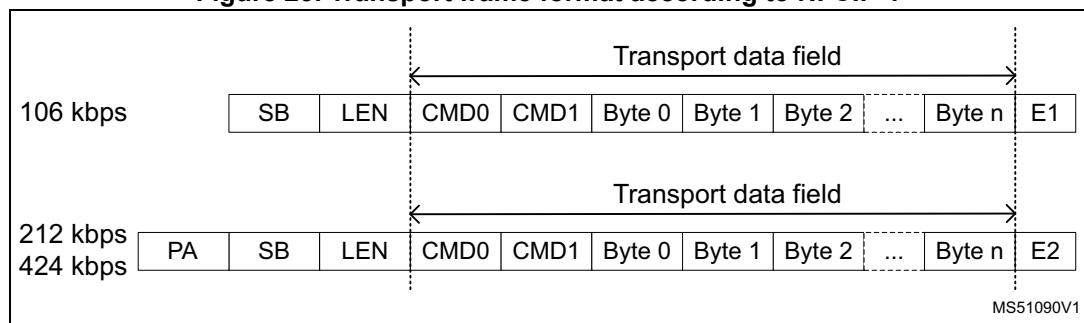 Figure Transport frame format according to NFCIP-1
Transport data field
106 kbps SB LEN CMD0 CMD1 Byte 0 Byte 1 Byte 2 ... Byte n E1
Transport data field
212 kbps
424 kbps
PA SB LEN CMD0 CMD1 Byte 0 Byte 1 Byte 2 ... Byte n E2
MS51090V1